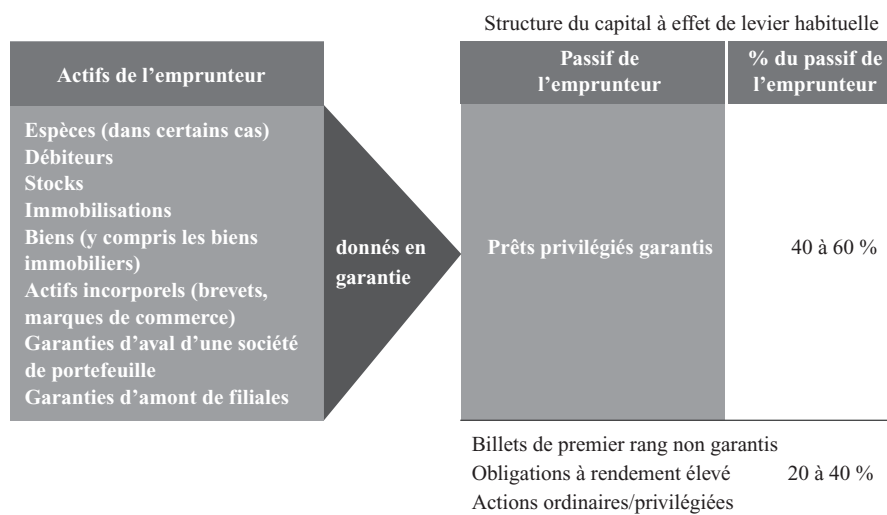 Structure du capital à effet de levier habituelle
Actifs de l’emprunteur
Espèces (dans certains cas)
Débiteurs
Stocks
Immobilisations
Biens (y compris les biens
immobiliers)
Actifs incorporels (brevets,
marques de commerce)
Garanties d’aval d’une société
de portefeuille
Garanties d’amont de filiales
donnés en
garantie
Passif de
l’emprunteur
% du passif de
l’emprunteur
Prêts privilégiés garantis
40 à 60 %
Billets de premier rang non garantis
Obligations à rendement élevé 20 à 40 %
Actions ordinaires/privilégiées